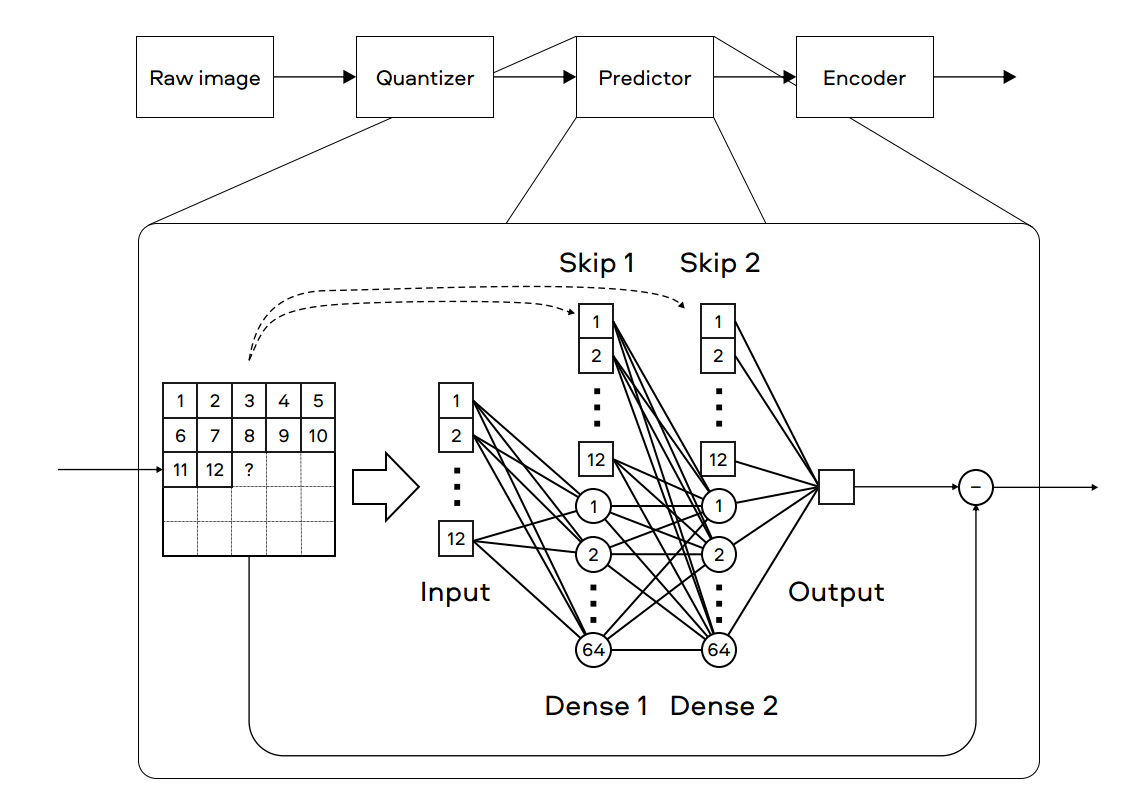 Raw image Quantizer Predictor Encoder
Skip 1 Skip 2
1 1
2 2
1 2 3 4 5
6 7 8 9 10
11 12 ?
1
2
12
12 12
1 1
2 2
Input Output
64 64
Dense 1 Dense 2
−